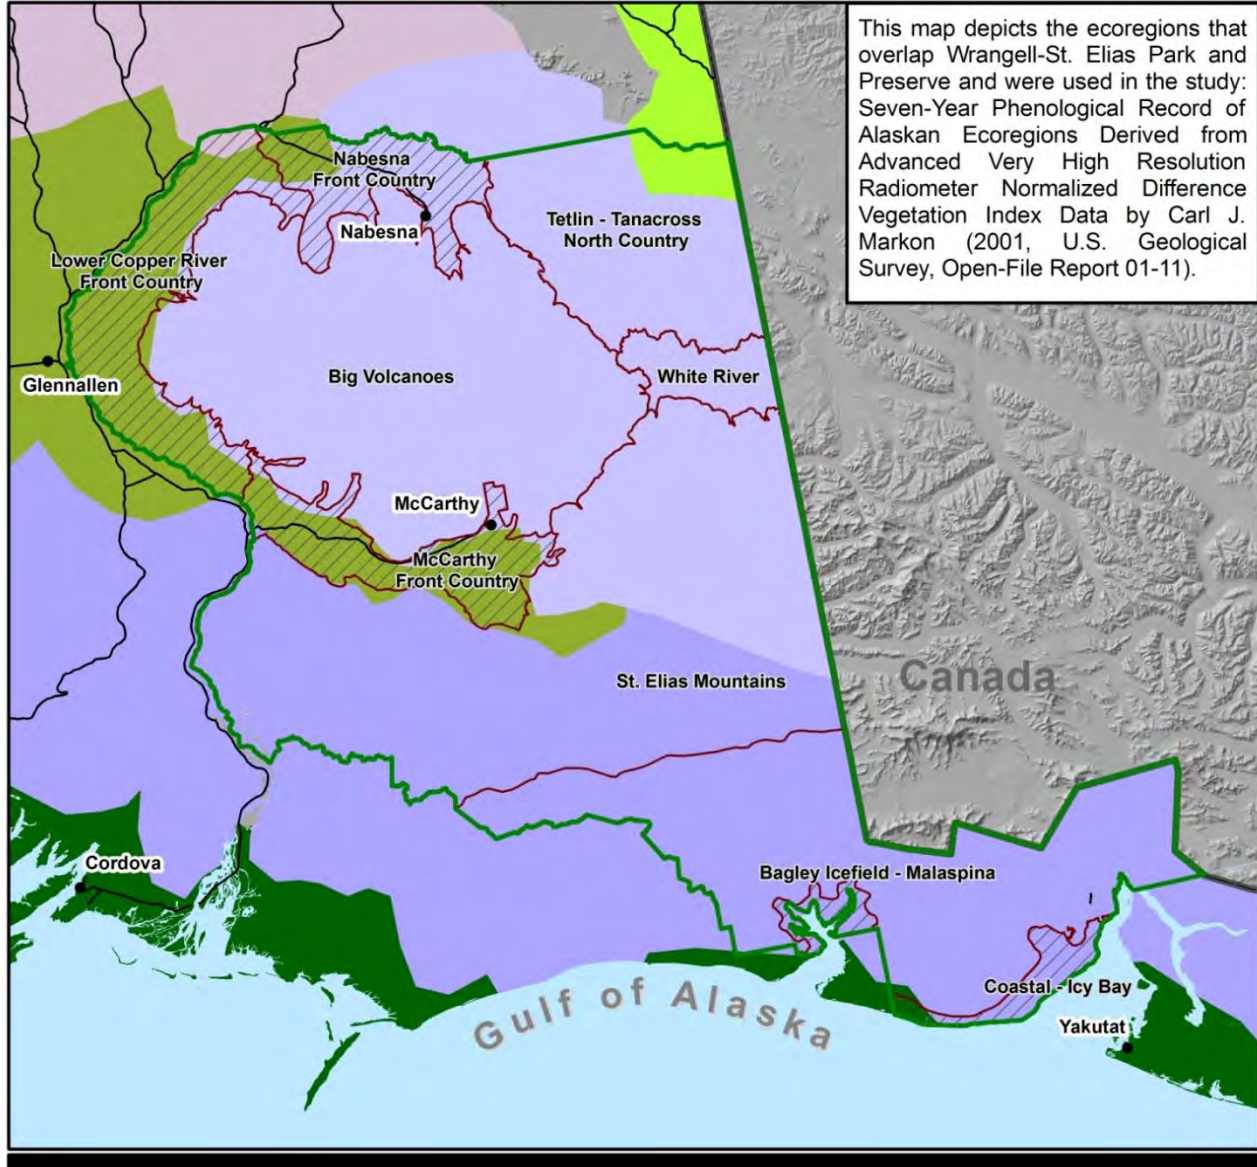 This map depicts the ecoregions that
overlap Wrangell-St. Elias Park and
Preserve and were used in the study:
Seven-Year Phenological Record of
Alaskan Ecoregions Derived from
Advanced Very High Resolution
Radiometer Normalized Difference
Vegetation Index Data by Carl J.
Markon (2001, U.S. Geological
Survey, Open-File Report 01-11).
Nabesna
Front Country
Nabesna
Tetlin - Tanacross
North Country
Lower Copper River
Front Country
Glennallen
Big Volcanoes
White River
McCarthy
McCarthy
Front Country
St. Elias Mountains
Canada
Cordova
Bagley Icefield - Malaspina
Coastal - Icy Bay
Yakutat
Gulf of Alaska